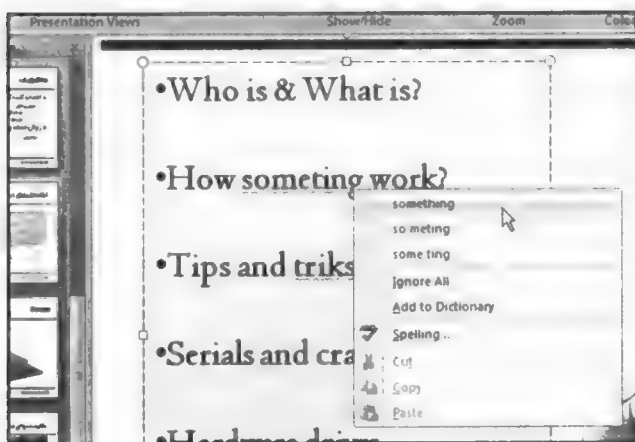 Presentation Views Show/Hide Zoom
•Who is & What is?
•How someting work?
something
so meting
some ting
•Tips and triks
Ignore All
Add to Dictionary
Spelling...
•Serials and cra
Cut
Copy
Paste